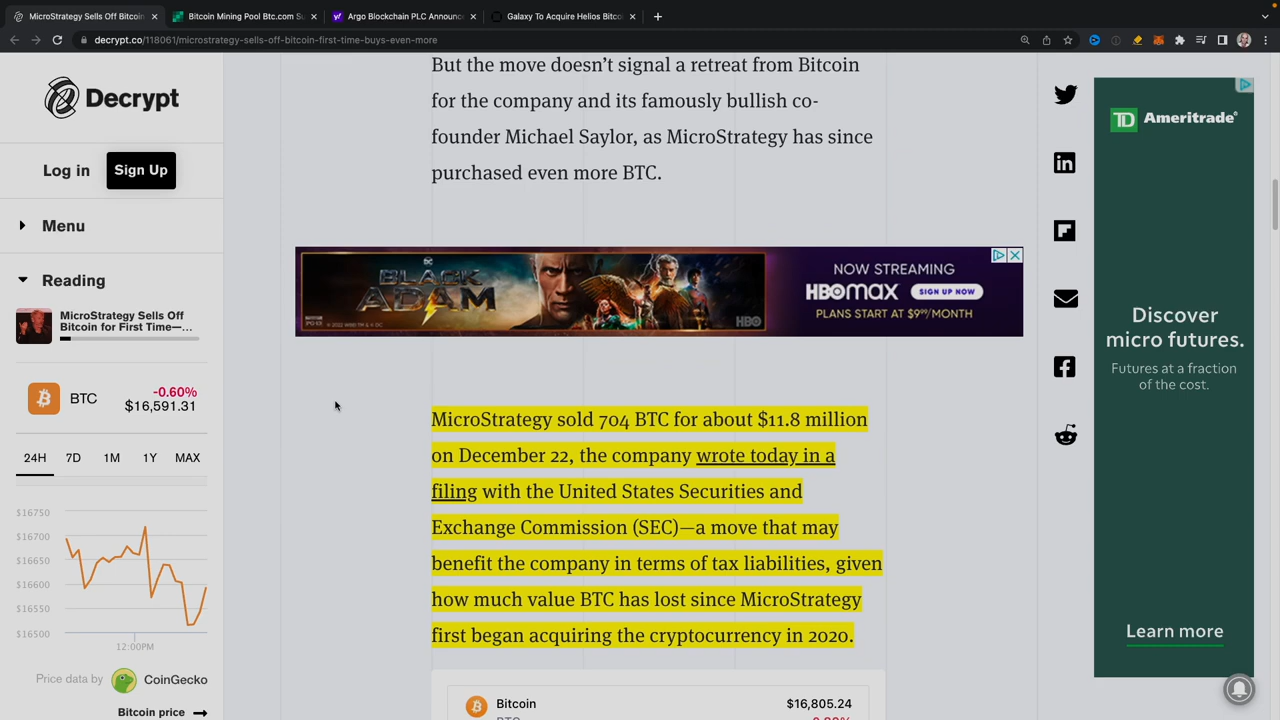 MicroStrategy Sells Off Bitcoin
Bitcoin Mining Pool Btc.com Su
Argo Blockchain PLC Announce
Galaxy To Acquire Helios Bitcoi
decrypt.co/118061/microstrategy-sells-off-bitcoin-first-time-buys-even-more
Decrypt
Log in
Sign Up
Menu
Reading
MicroStrategy Sells Off
Bitcoin for First Time—...
BTC
-0.60%
$16,591.31
24H 7D 1M 1Y MAX
$16750
$16700
$16650
$16600
$16550
$16500
12:00PM
Price data by CoinGecko
Bitcoin price
But the move doesn’t signal a retreat from Bitcoin
for the company and its famously bullish co-
founder Michael Saylor, as MicroStrategy has since
purchased even more BTC.
DC
BLACK
ADAM
HBO
NOW STREAMING
HBOMAX SIGN UP NOW
PLANS START AT $9.99/MONTH
MicroStrategy sold 704 BTC for about $11.8 million
on December 22, the company wrote today in a
filing with the United States Securities and
Exchange Commission (SEC)—a move that may
benefit the company in terms of tax liabilities, given
how much value BTC has lost since MicroStrategy
first began acquiring the cryptocurrency in 2020.
Bitcoin
$16,805.24
TD Ameritrade
Discover
micro futures.
Futures at a fraction
of the cost.
Learn more